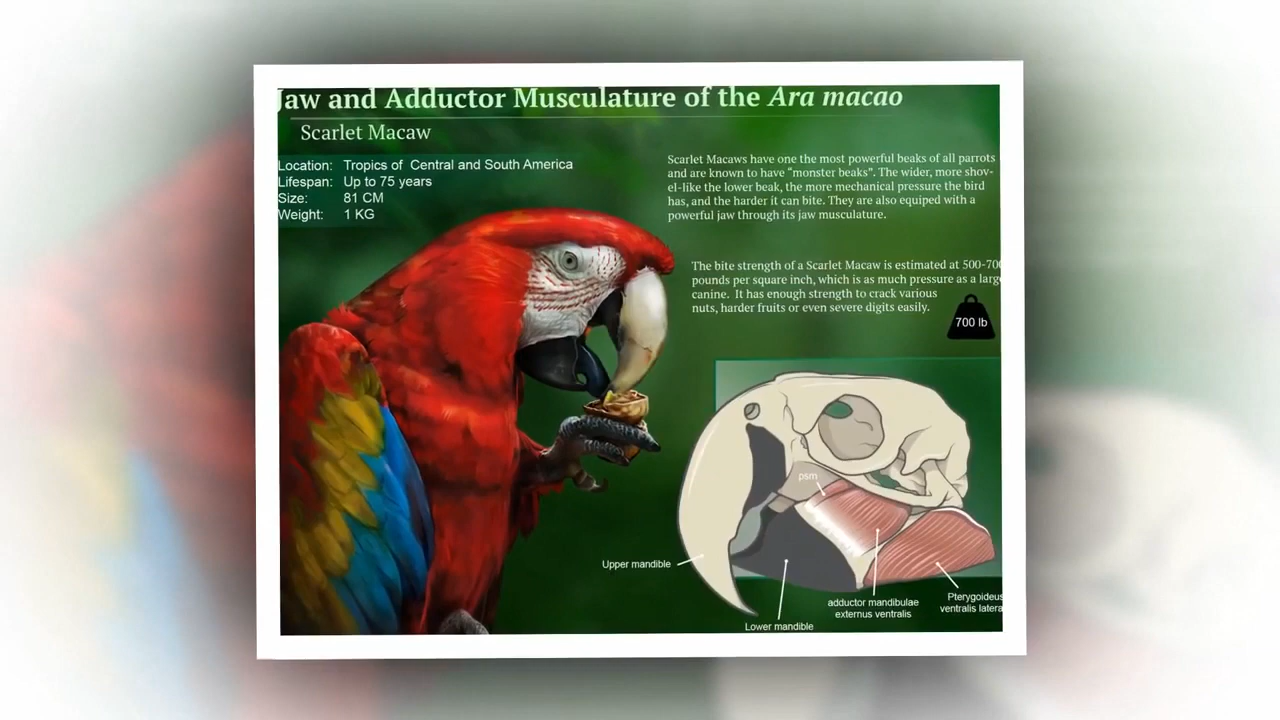 Jaw and Adductor Musculature of the Ara macao
Scarlet Macaw
Location: Tropics of Central and South America
Lifespan: Up to 75 years
Size: 81 CM
Weight: 1 KG
Scarlet Macaws have one the most powerful beaks of all parrots
and are known to have “monster beaks”. The wider, more shov-
el-like the lower beak, the more mechanical pressure the bird
has, and the harder it can bite. They are also equiped with a
powerful jaw through its jaw musculature.
The bite strength of a Scarlet Macaw is estimated at 500-700
pounds per square inch, which is as much pressure as a large
canine. It has enough strength to crack various
nuts, harder fruits or even severe digits easily.
700 lb
psm
Upper mandible
adductor mandibulae
externus ventralis
Pterygoideus
ventralis latera
Lower mandible